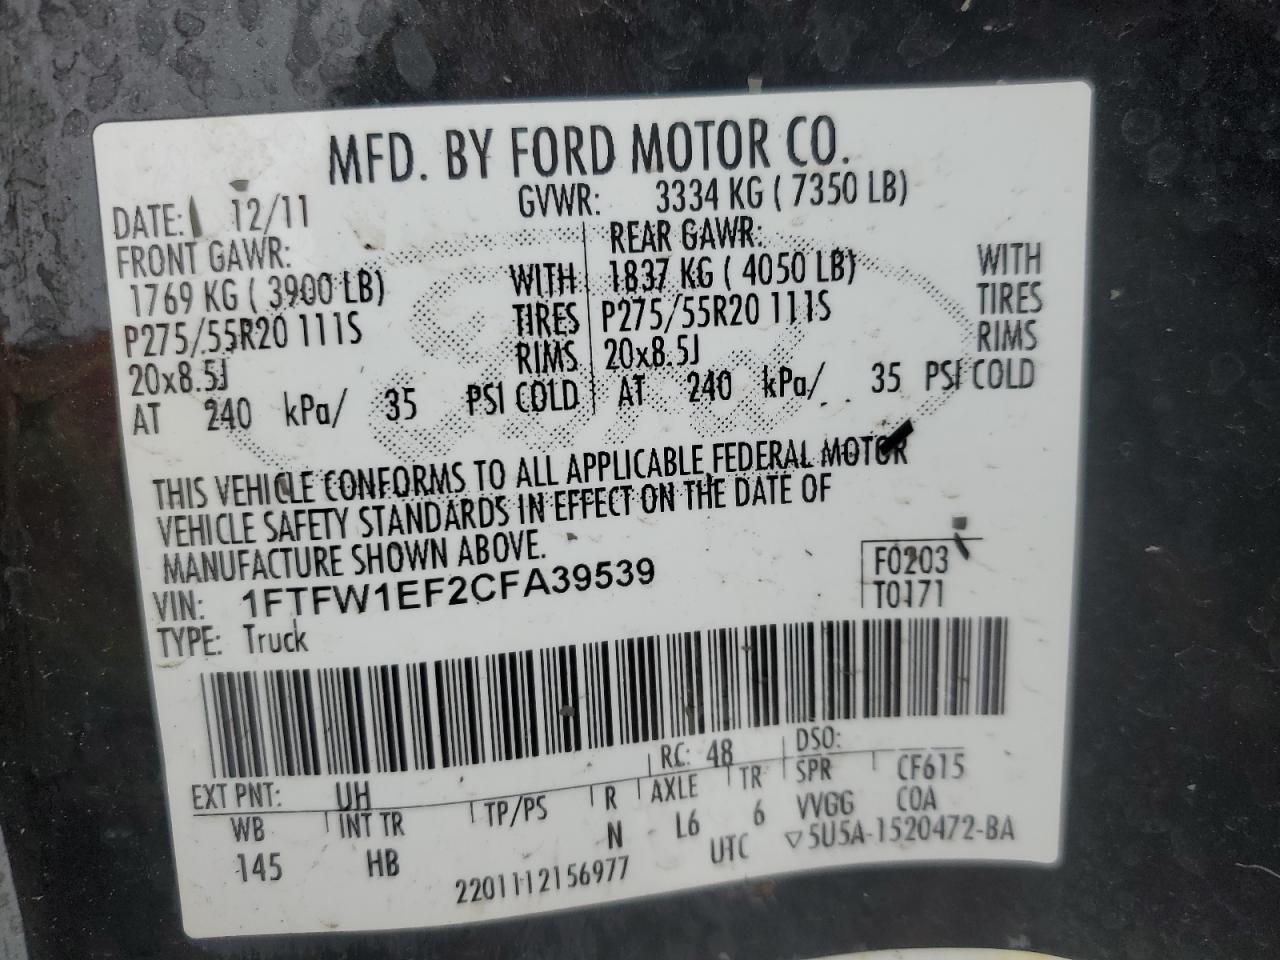 MFD. BY FORD MOTOR CO.
DATE: 12/11 GVWR: 3334 KG ( 7350 LB)
FRONT GAWR: REAR GAWR:
1769 KG ( 3900 LB) WITH 1837 KG ( 4050 LB) WITH
P275/55R20 111S TIRES P275/55R20 111S TIRES
20x8.5J RIMS 20x8.5J RIMS
AT 240 kPa/ 35 PSI COLD AT 240 kPa/ 35 PSI COLD
THIS VEHICLE CONFORMS TO ALL APPLICABLE FEDERAL MOTOR
VEHICLE SAFETY STANDARDS IN EFFECT ON THE DATE OF
MANUFACTURE SHOWN ABOVE.
VIN: 1FTFW1EF2CFA39539 F0203
TYPE: Truck T0171
RC: 48 DSO:
EXT PNT: UH
WB INT TR TP/PS R AXLE TR SPR CF615
145 HB N L6 6 VVGG COA
2201112156977 UTC ▽5U5A-1520472-BA